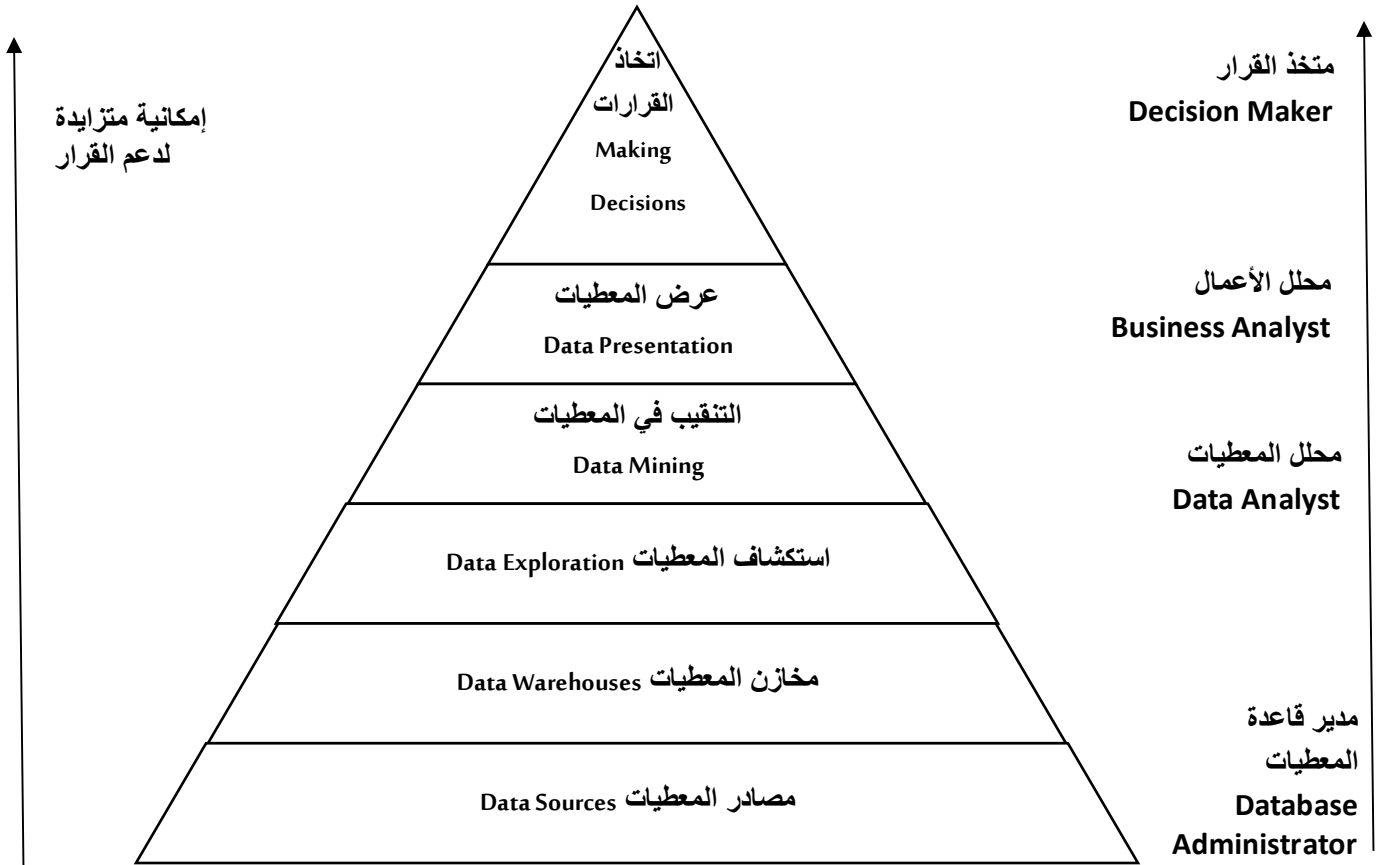 اتخاذ
القرارات
Making
Decisions
إمكانية متزايدة
لدعم القرار
متخذ القرار
Decision Maker
عرض المعطيات
Data Presentation
محلل الأعمال
Business Analyst
التنقيب في المعطيات
Data Mining
محلل المعطيات
Data Analyst
استكشاف المعطيات Data Exploration
مخازن المعطيات Data Warehouses
مصادر المعطيات Data Sources
مدير قاعدة
المعطيات
Database
Administrator